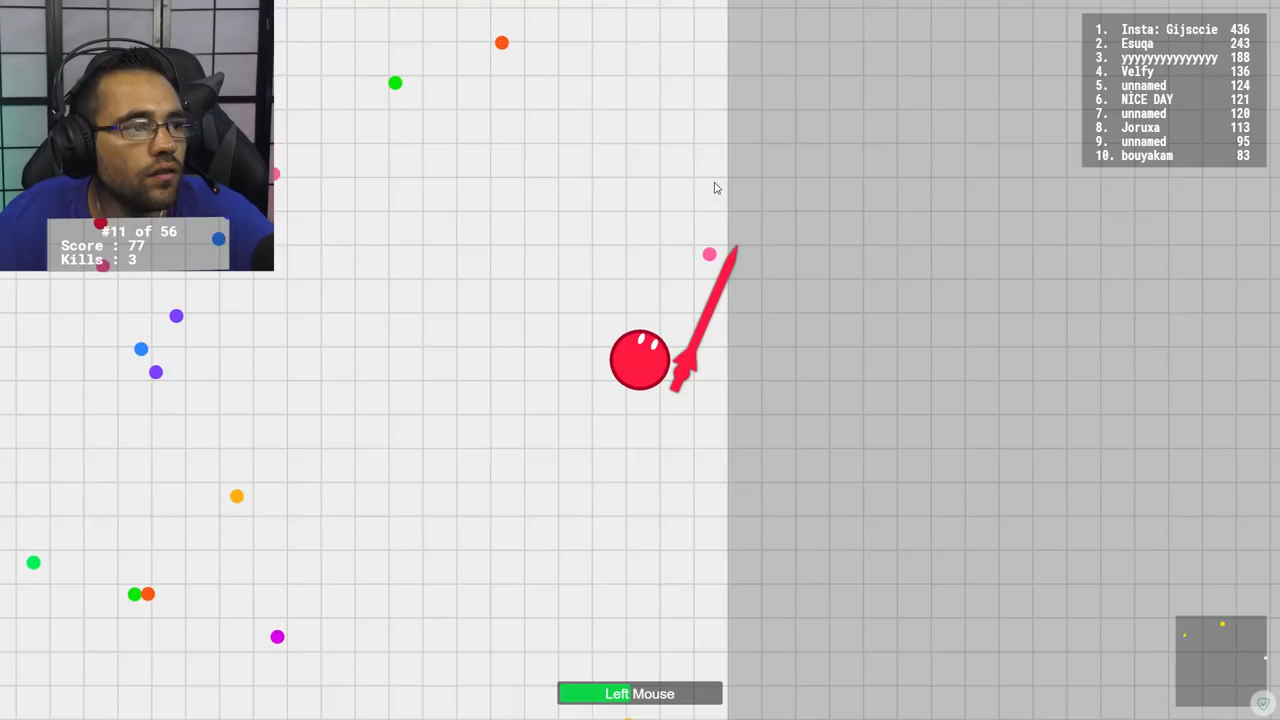 #11 of 56
Score : 77
Kills : 3
1. Insta: Gijsccie 436
2. Esuqa 243
3. yyyyyyyyyyyyyyy 188
4. Velfy 136
5. unnamed 124
6. NİCE DAY 121
7. unnamed 120
8. Joruxa 113
9. unnamed 95
10. bouyakam 83
Left Mouse